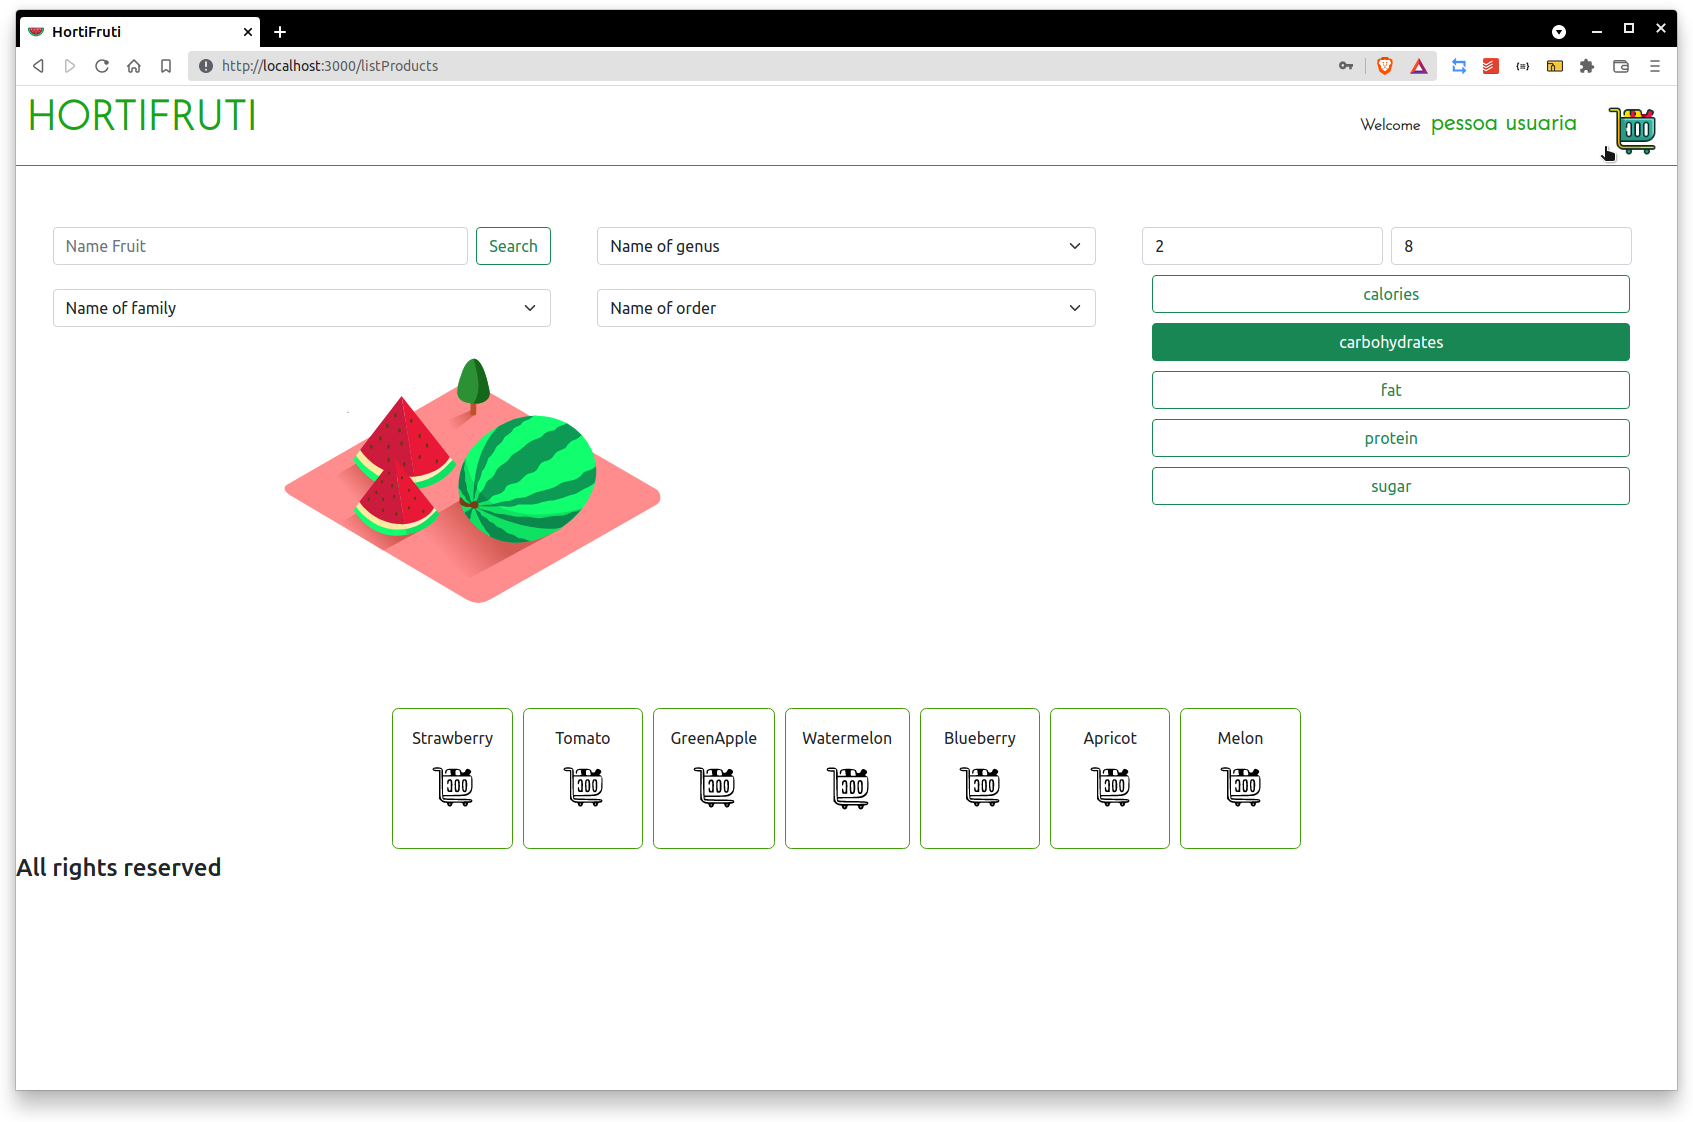 HortiFruti
http://localhost:3000/listProducts
HORTIFRUTI
Welcome pessoa usuaria
Name Fruit
Search
Name of genus
2
8
Name of family
Name of order
calories
carbohydrates
fat
protein
sugar
Strawberry
Tomato
GreenApple
Watermelon
Blueberry
Apricot
Melon
All rights reserved